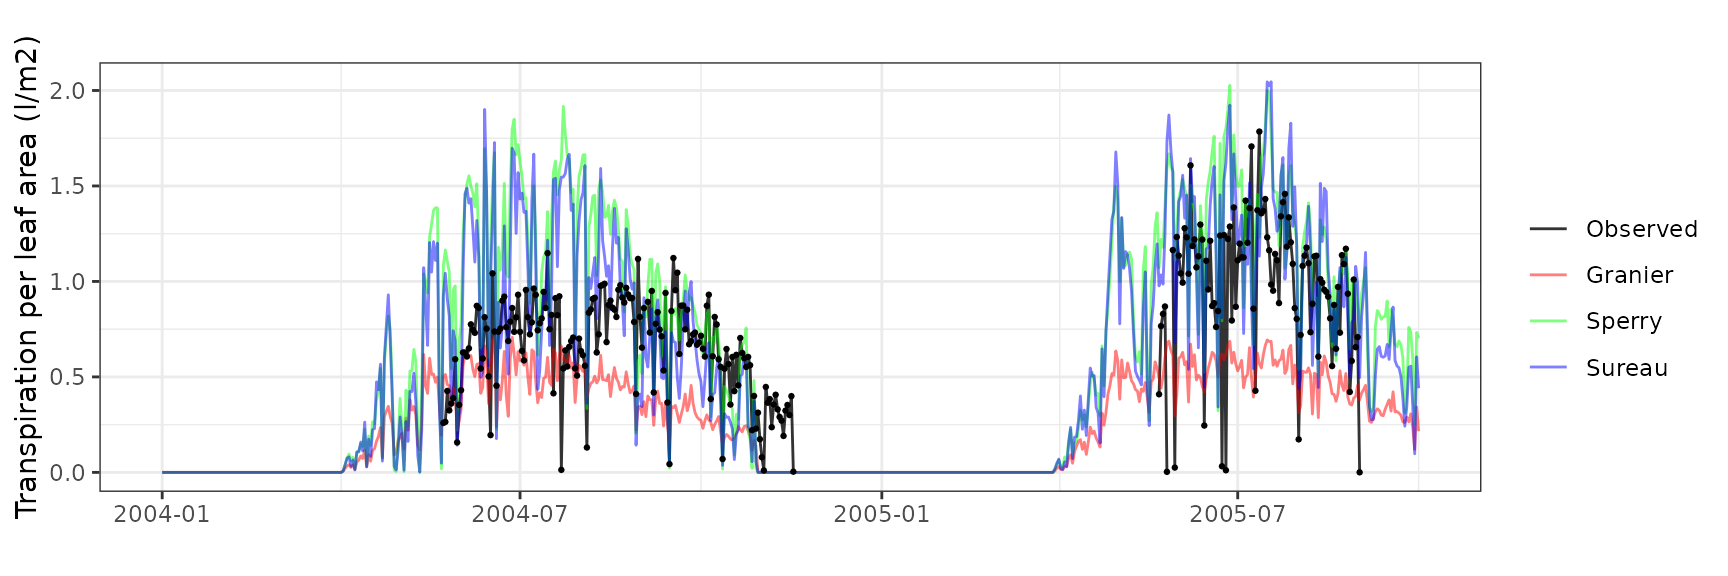 Transpiration per leaf area (l/m2)
2.0
1.5
1.0
0.5
0.0
2004-01
2004-07
2005-01
2005-07
Observed
Granier
Sperry
Sureau